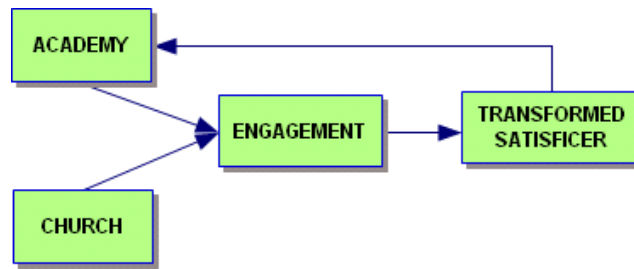 ACADEMY
ENGAGEMENT
TRANSFORMED
SATISFICER
CHURCH